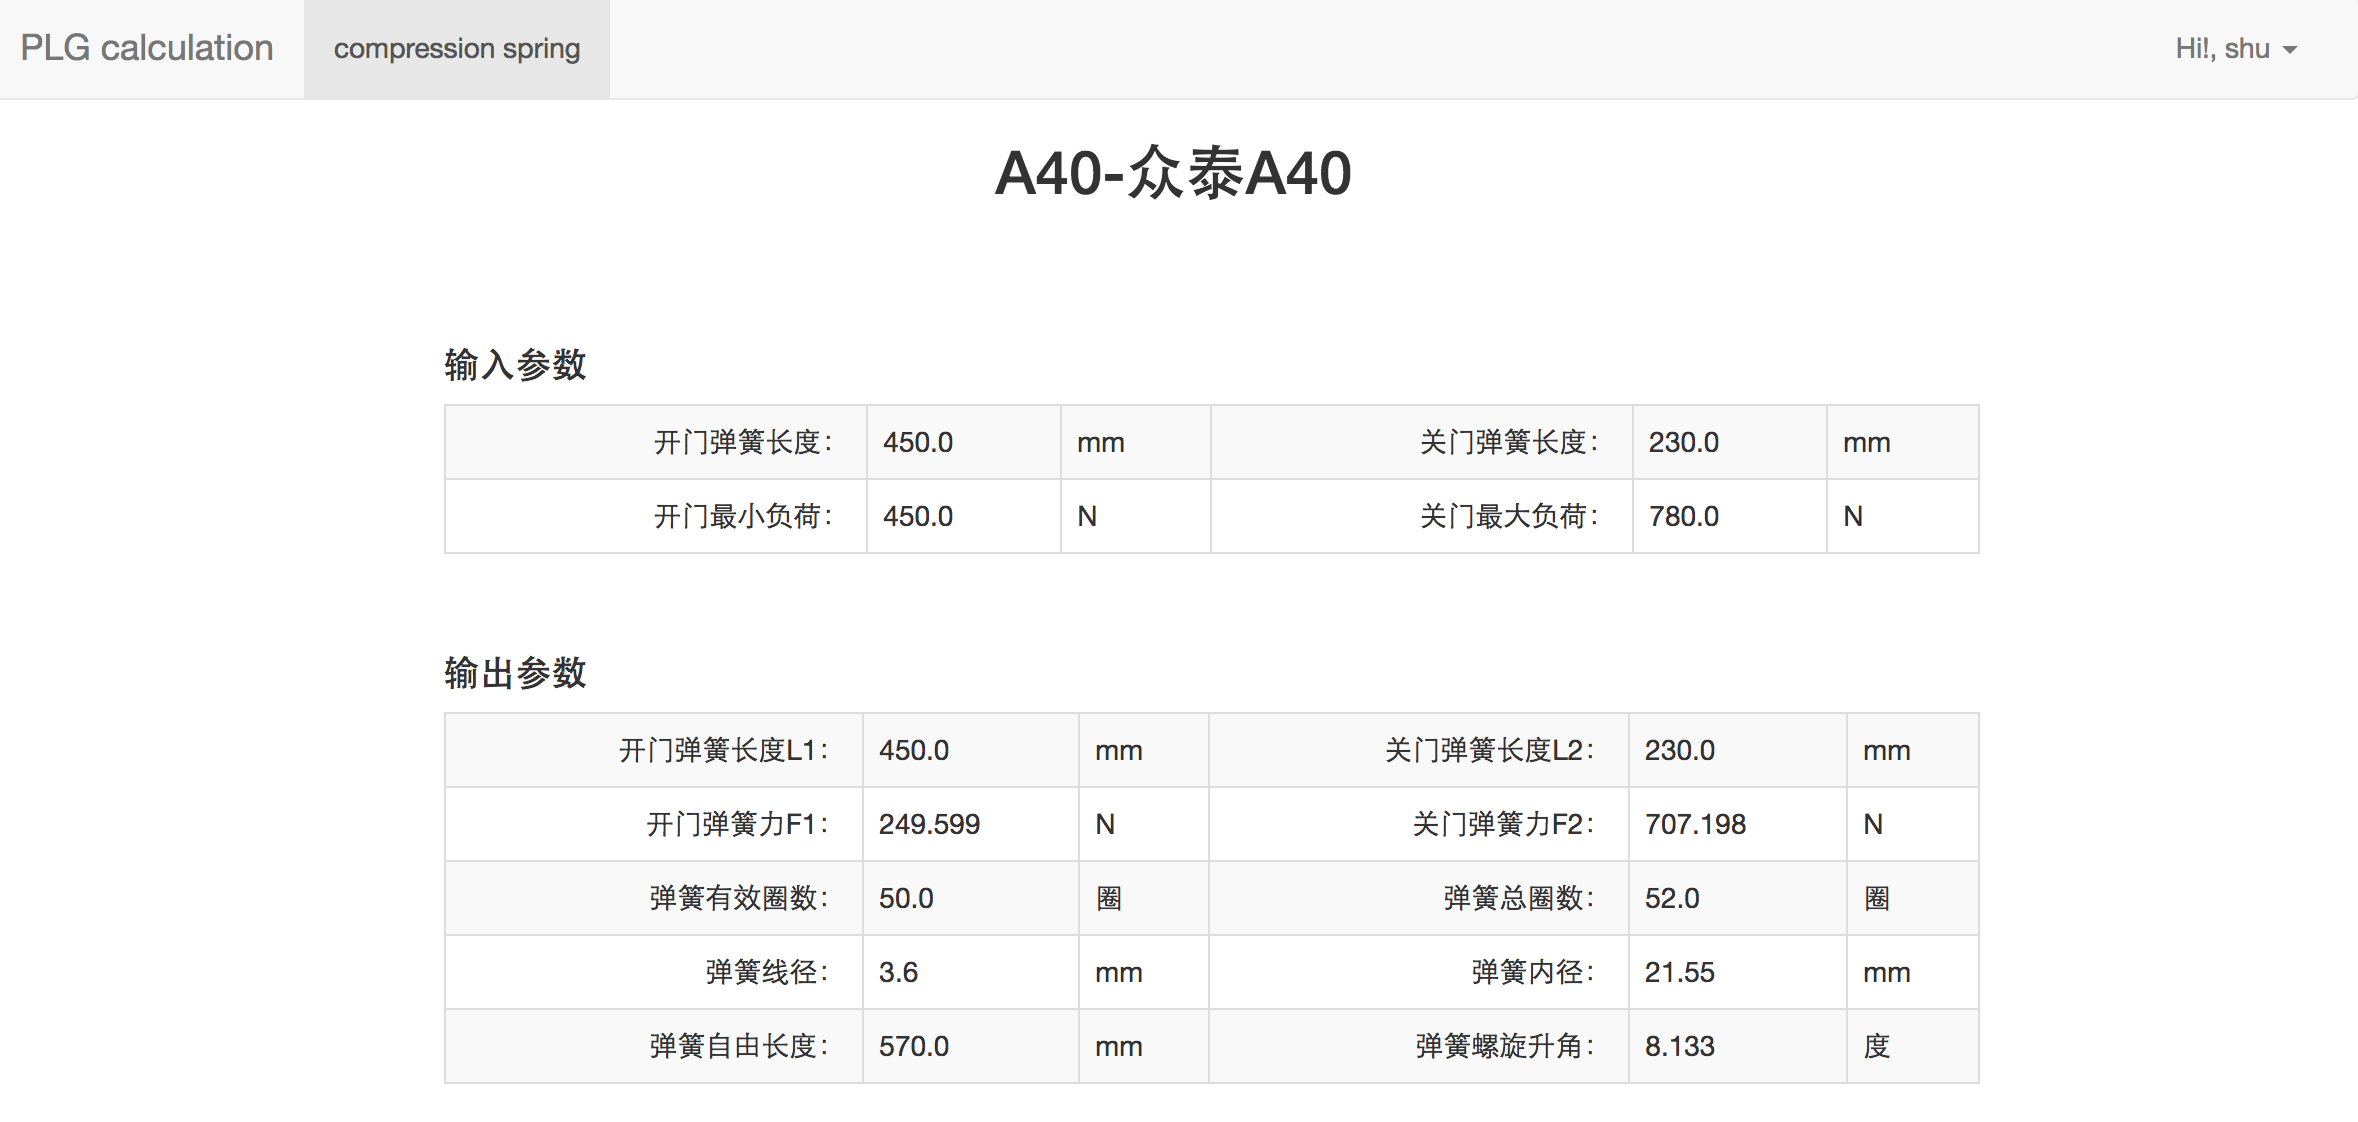 PLG calculation compression spring Hi!, shu
A40-众泰A40
输入参数
开门弹簧长度: 450.0 mm 关门弹簧长度: 230.0 mm
开门最小负荷: 450.0 N 关门最大负荷: 780.0 N
输出参数
开门弹簧长度L1: 450.0 mm 关门弹簧长度L2: 230.0 mm
开门弹簧力F1: 249.599 N 关门弹簧力F2: 707.198 N
弹簧有效圈数: 50.0 圈 弹簧总圈数: 52.0 圈
弹簧线径: 3.6 mm 弹簧内径: 21.55 mm
弹簧自由长度: 570.0 mm 弹簧螺旋升角: 8.133 度